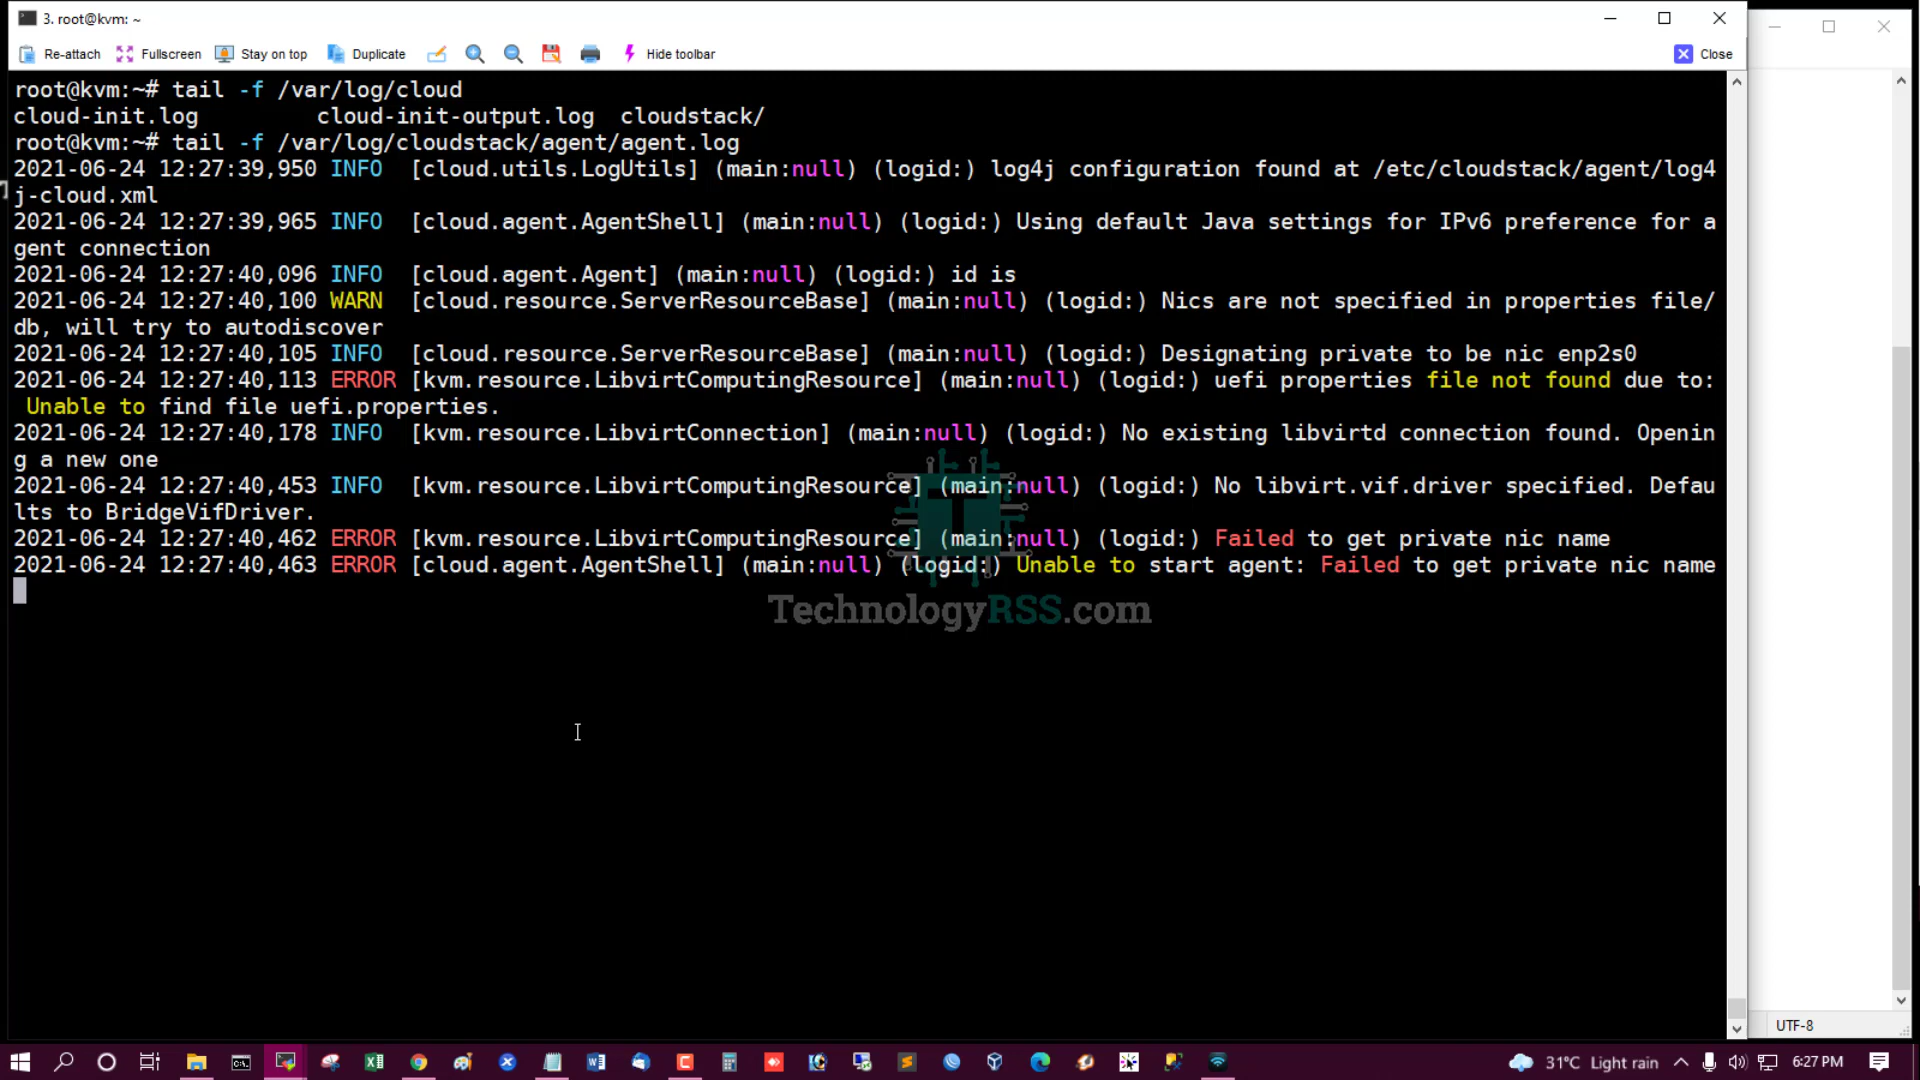 3. root@kvm: ~
Re-attach Fullscreen Stay on top Duplicate Hide toolbar Close
root@kvm:~# tail -f /var/log/cloud
cloud-init.log cloud-init-output.log cloudstack/
root@kvm:~# tail -f /var/log/cloudstack/agent/agent.log
2021-06-24 12:27:39,950 INFO [cloud.utils.LogUtils] (main:null) (logid:) log4j configuration found at /etc/cloudstack/agent/log4
j-cloud.xml
2021-06-24 12:27:39,965 INFO [cloud.agent.AgentShell] (main:null) (logid:) Using default Java settings for IPv6 preference for a
gent connection
2021-06-24 12:27:40,096 INFO [cloud.agent.Agent] (main:null) (logid:) id is
2021-06-24 12:27:40,100 WARN [cloud.resource.ServerResourceBase] (main:null) (logid:) Nics are not specified in properties file/
db, will try to autodiscover
2021-06-24 12:27:40,105 INFO [cloud.resource.ServerResourceBase] (main:null) (logid:) Designating private to be nic enp2s0
2021-06-24 12:27:40,113 ERROR [kvm.resource.LibvirtComputingResource] (main:null) (logid:) uefi properties file not found due to:
Unable to find file uefi.properties.
2021-06-24 12:27:40,178 INFO [kvm.resource.LibvirtConnection] (main:null) (logid:) No existing libvirtd connection found. Openin
g a new one
2021-06-24 12:27:40,453 INFO [kvm.resource.LibvirtComputingResource] (main:null) (logid:) No libvirt.vif.driver specified. Defau
lts to BridgeVifDriver.
2021-06-24 12:27:40,462 ERROR [kvm.resource.LibvirtComputingResource] (main:null) (logid:) Failed to get private nic name
2021-06-24 12:27:40,463 ERROR [cloud.agent.AgentShell] (main:null) (logid:) Unable to start agent: Failed to get private nic name
TechnologyRSS.com
UTF-8
31°C Light rain 6:27 PM